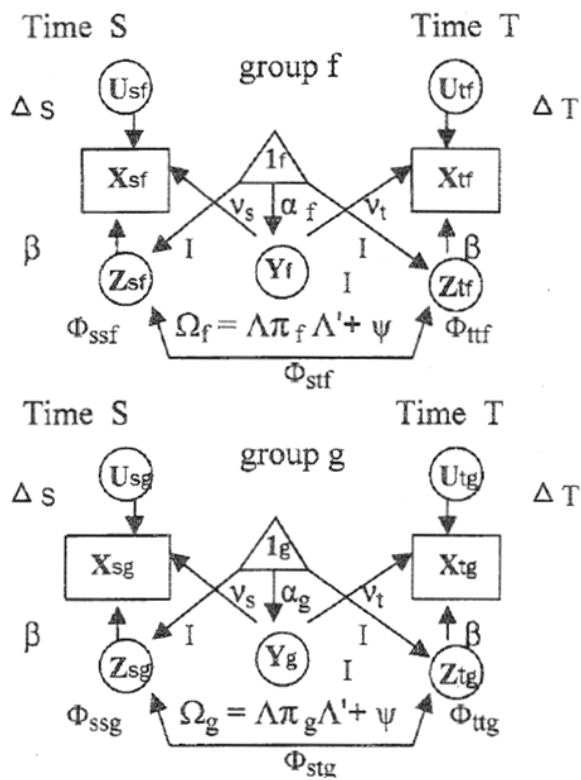 Time S Time T
group f
Usf Utf
Δ S Δ T
Xsf 1f Xtf
νs α f νt
β I I β
Zsf Yf I Ztf
Φssf Ωf = Λπf Λ'+ ψ Φttf
Φstf
Time S Time T
group g
Usg Utg
Δ S Δ T
Xsg 1g Xtg
νs αg νt
β I I β
Zsg Yg I Ztg
Φssg Ωg = Λπg Λ'+ ψ Φttg
Φstg